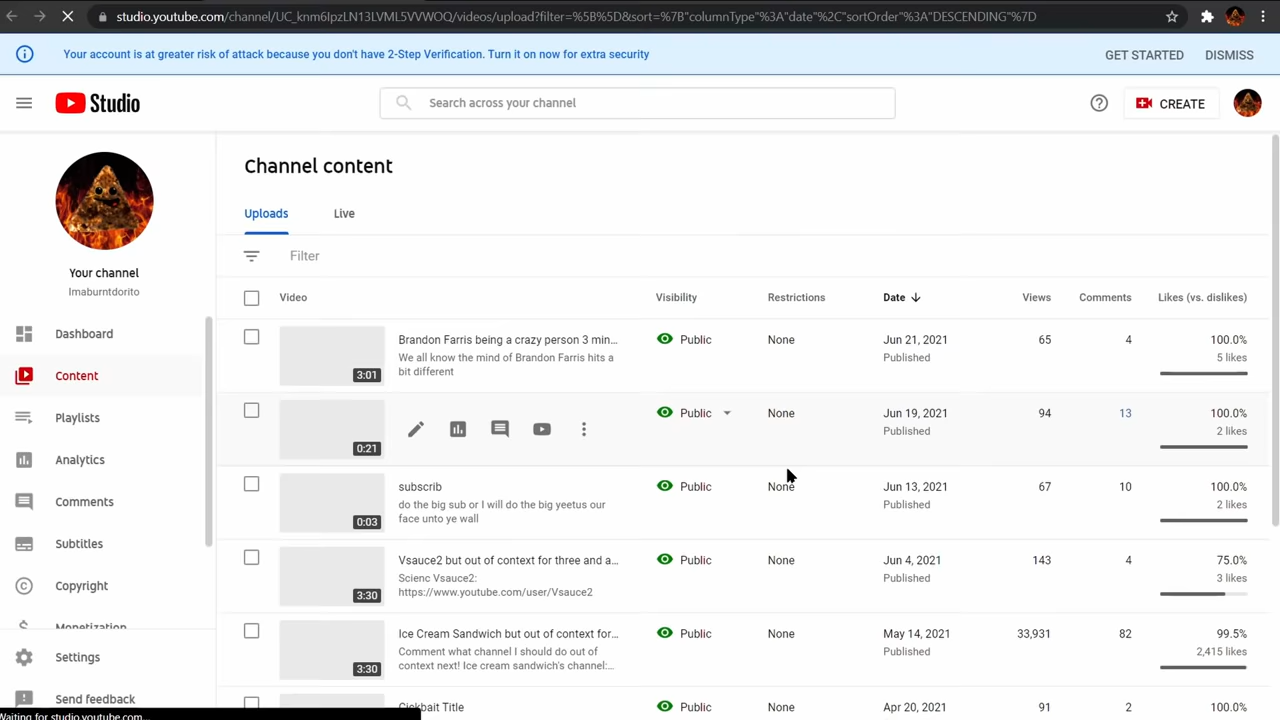 studio.youtube.com/channel/UC_knm6IpzLN13LVML5VVWOQ/videos/upload?filter=%5B%5D&sort=%7B"columnType"%3A"date"%2C"sortOrder"%3A"DESCENDING"%7D
Your account is at greater risk of attack because you don't have 2-Step Verification. Turn it on now for extra security
GET STARTED
DISMISS
Studio
Search across your channel
CREATE
Your channel
Imaburntdorito
Dashboard
Content
Playlists
Analytics
Comments
Subtitles
Copyright
Monetization
Settings
Send feedback
Channel content
Uploads
Live
Filter
Video
Visibility
Restrictions
Date
Views
Comments
Likes (vs. dislikes)
3:01
Brandon Farris being a crazy person 3 min...
We all know the mind of Brandon Farris hits a
bit different
Public
None
Jun 21, 2021
Published
65
4
100.0%
5 likes
0:21
Public
None
Jun 19, 2021
Published
94
13
100.0%
2 likes
0:03
subscrib
do the big sub or I will do the big yeetus our
face unto ye wall
Public
None
Jun 13, 2021
Published
67
10
100.0%
2 likes
3:30
Vsauce2 but out of context for three and a...
Scienc Vsauce2:
https://www.youtube.com/user/Vsauce2
Public
None
Jun 4, 2021
Published
143
4
75.0%
3 likes
3:30
Ice Cream Sandwich but out of context for...
Comment what channel I should do out of
context next! Ice cream sandwich's channel:...
Public
None
May 14, 2021
Published
33,931
82
99.5%
2,415 likes
Cickbait Title
Public
None
Apr 20, 2021
91
2
100.0%
Waiting for studio.youtube.com...